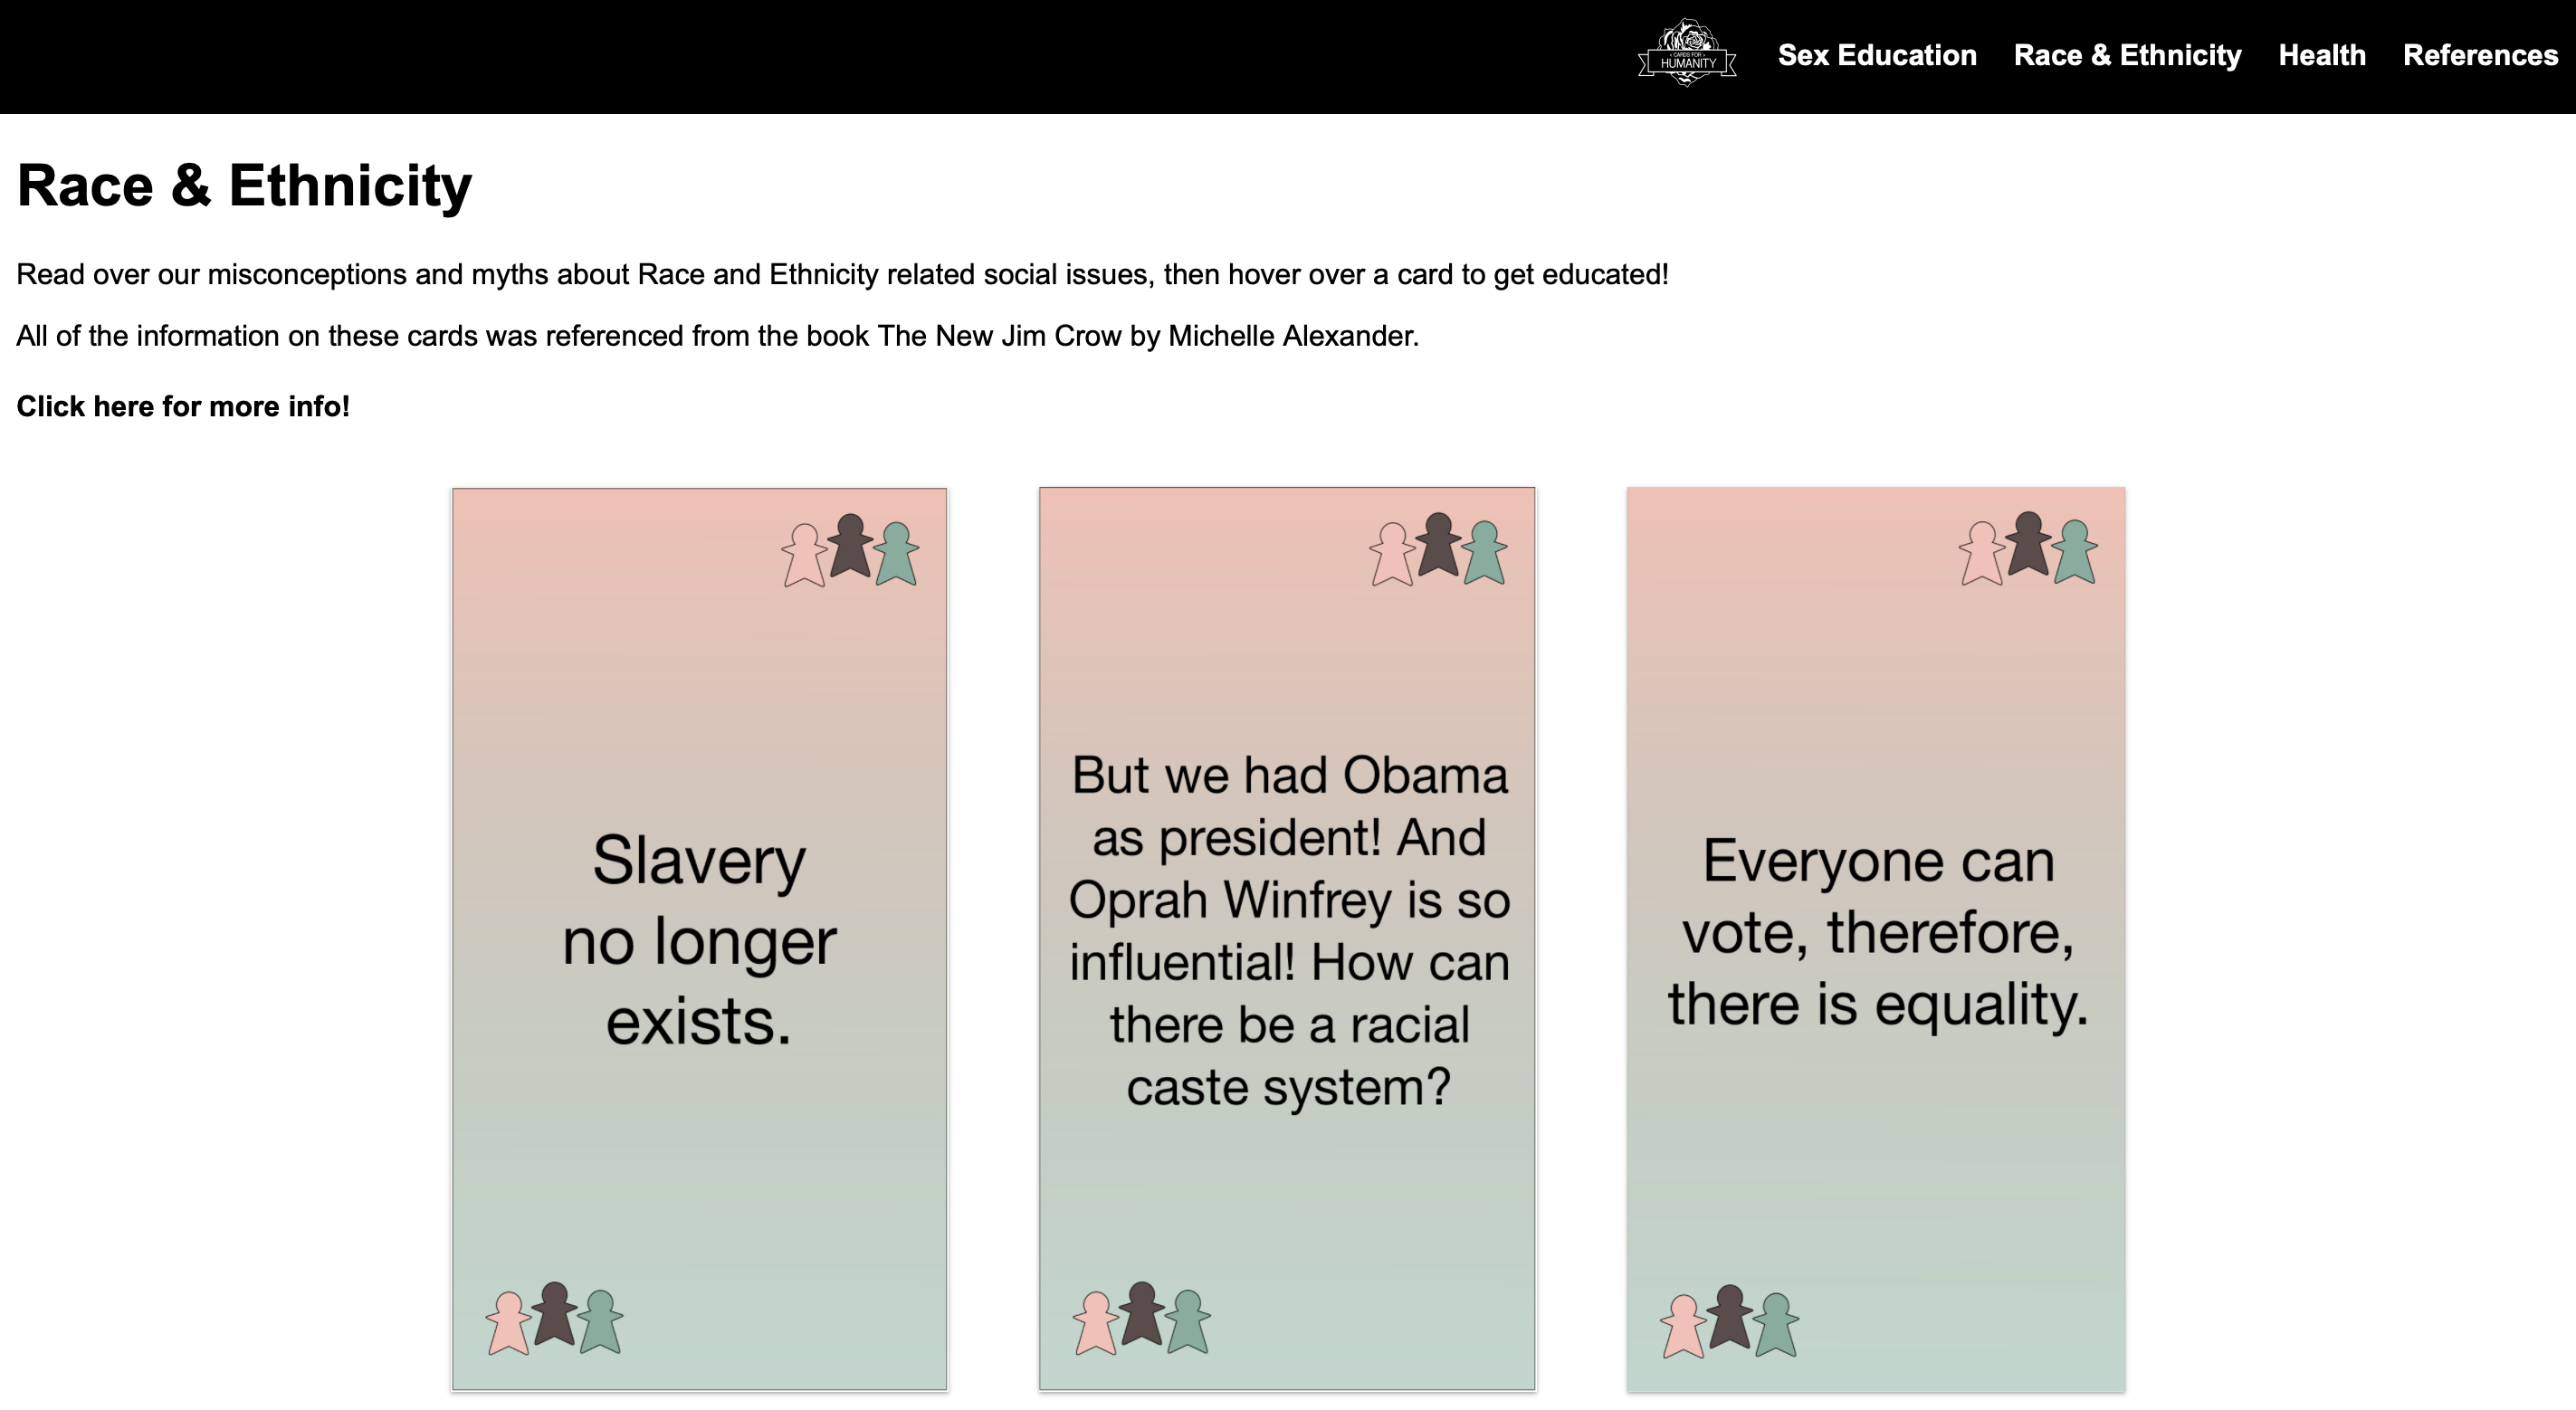 CARDS FOR
HUMANITY
Sex Education Race & Ethnicity Health References
Race & Ethnicity
Read over our misconceptions and myths about Race and Ethnicity related social issues, then hover over a card to get educated!
All of the information on these cards was referenced from the book The New Jim Crow by Michelle Alexander.
Click here for more info!
Slavery
no longer
exists.
But we had Obama
as president! And
Oprah Winfrey is so
influential! How can
there be a racial
caste system?
Everyone can
vote, therefore,
there is equality.